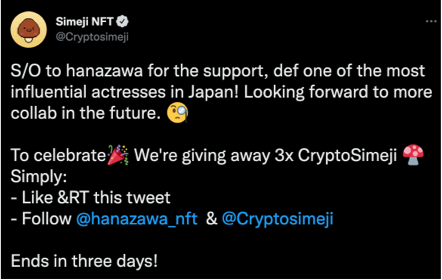 Simeji NFT
@Cryptosimeji
S/O to hanazawa for the support, def one of the most
influential actresses in Japan! Looking forward to more
collab in the future. 🧐
To celebrate🎉 We're giving away 3x CryptoSimeji 🍄
Simply:
- Like &RT this tweet
- Follow @hanazawa_nft & @Cryptosimeji
Ends in three days!